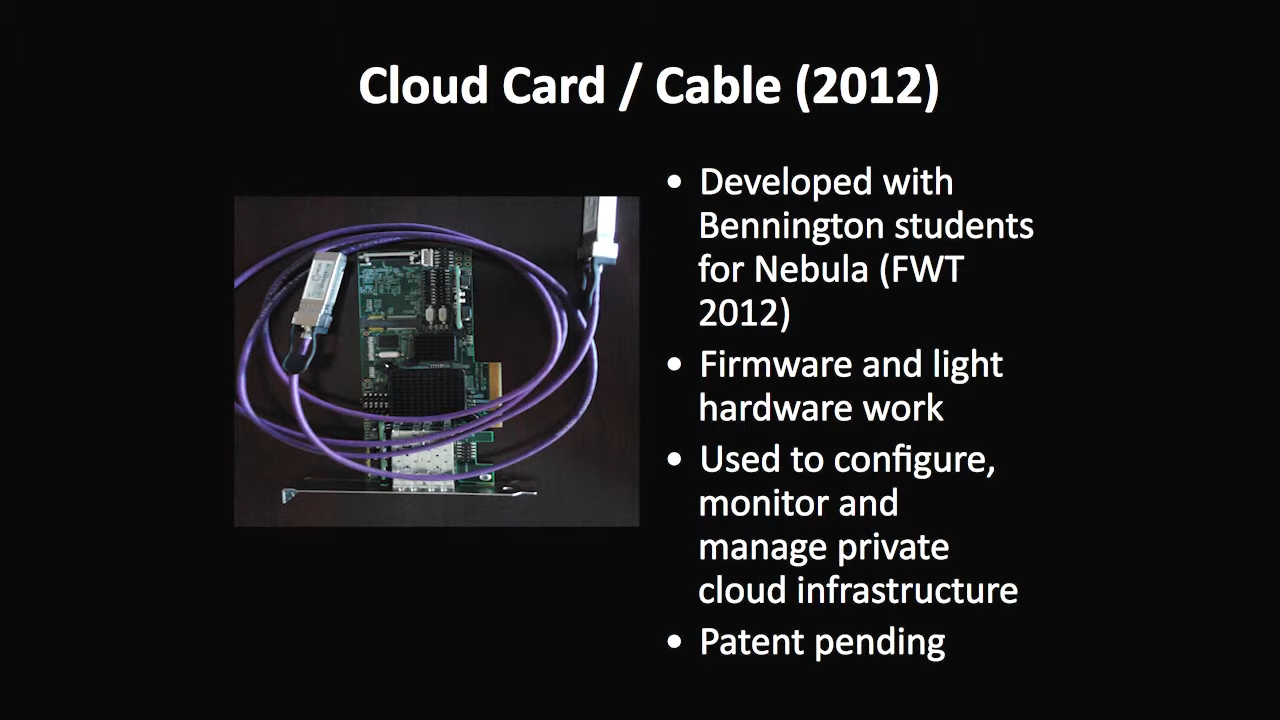 Cloud Card / Cable (2012)
• Developed with
Bennington students
for Nebula (FWT
2012)
• Firmware and light
hardware work
• Used to configure,
monitor and
manage private
cloud infrastructure
• Patent pending